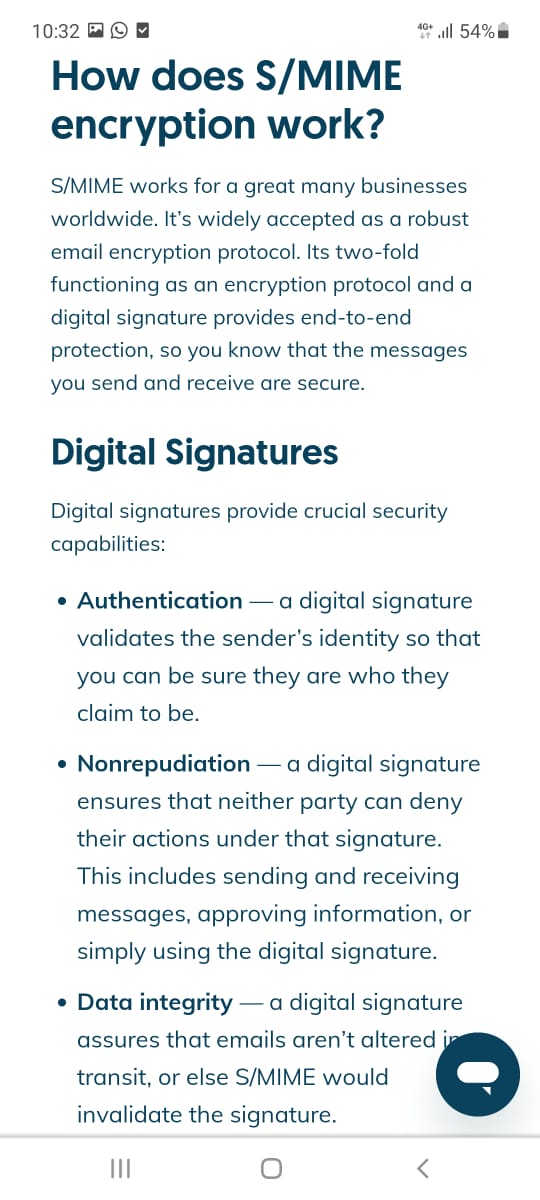 10:32
4G+ 54%
How does S/MIME
encryption work?
S/MIME works for a great many businesses
worldwide. It’s widely accepted as a robust
email encryption protocol. Its two-fold
functioning as an encryption protocol and a
digital signature provides end-to-end
protection, so you know that the messages
you send and receive are secure.
Digital Signatures
Digital signatures provide crucial security
capabilities:
• Authentication — a digital signature
validates the sender’s identity so that
you can be sure they are who they
claim to be.
• Nonrepudiation — a digital signature
ensures that neither party can deny
their actions under that signature.
This includes sending and receiving
messages, approving information, or
simply using the digital signature.
• Data integrity — a digital signature
assures that emails aren’t altered in
transit, or else S/MIME would
invalidate the signature.